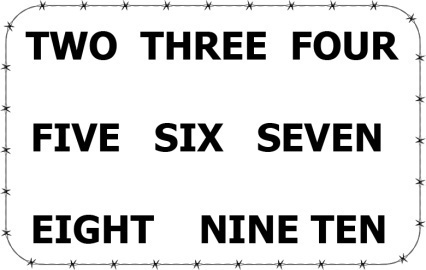 TWO THREE FOUR
FIVE SIX SEVEN
EIGHT NINE TEN